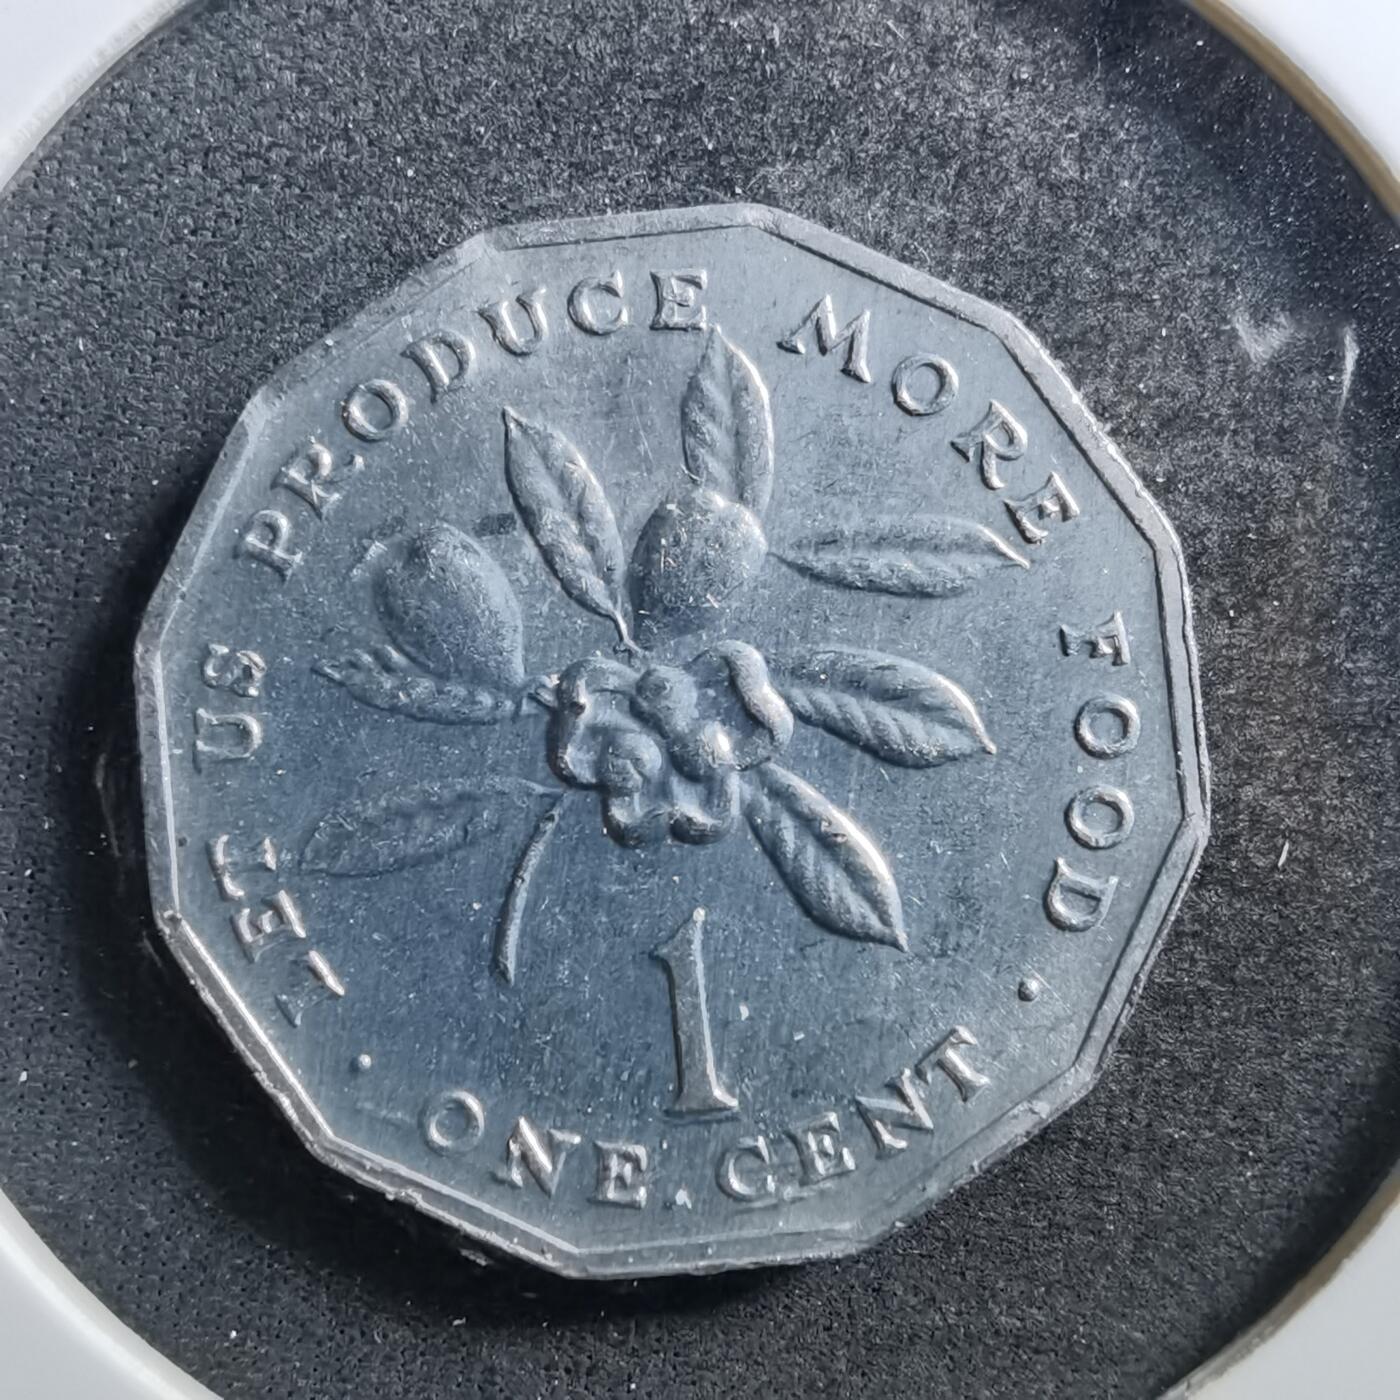 LET US PRODUCE MORE FOOD
1
ONE CENT